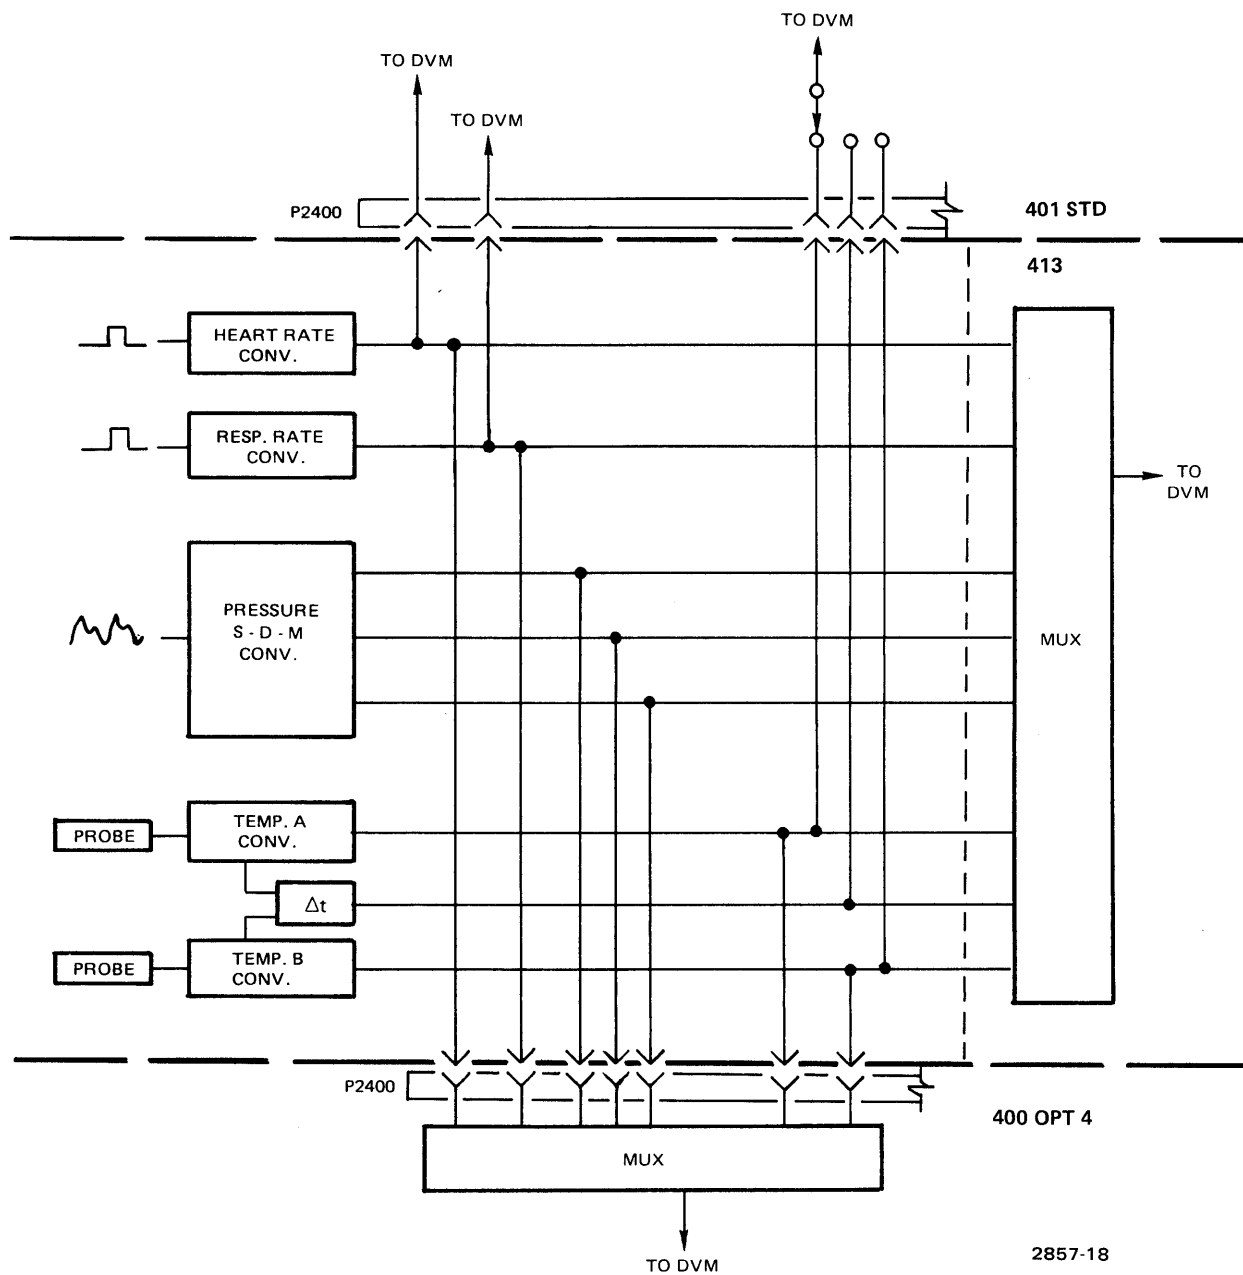 TO DVM
TO DVM
TO DVM
P2400
401 STD
413
HEART RATE
CONV.
RESP. RATE
CONV.
TO
DVM
PRESSURE
S - D - M
CONV.
MUX
PROBE
TEMP. A
CONV.
Δt
PROBE
TEMP. B
CONV.
P2400
400 OPT 4
MUX
TO DVM
2857-18